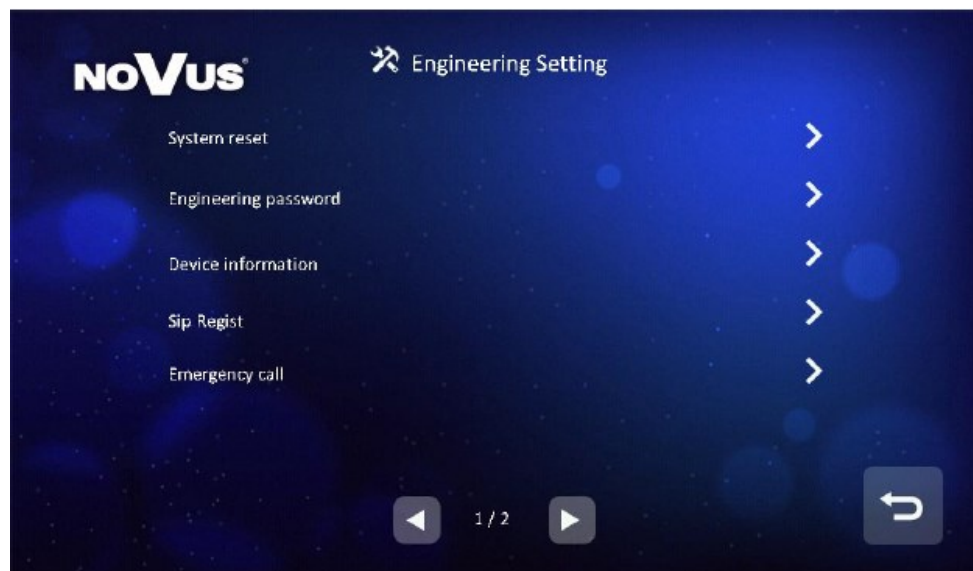 NOVUS®
Engineering Setting
System reset
Engineering password
Device information
Sip Regist
Emergency call
1 / 2